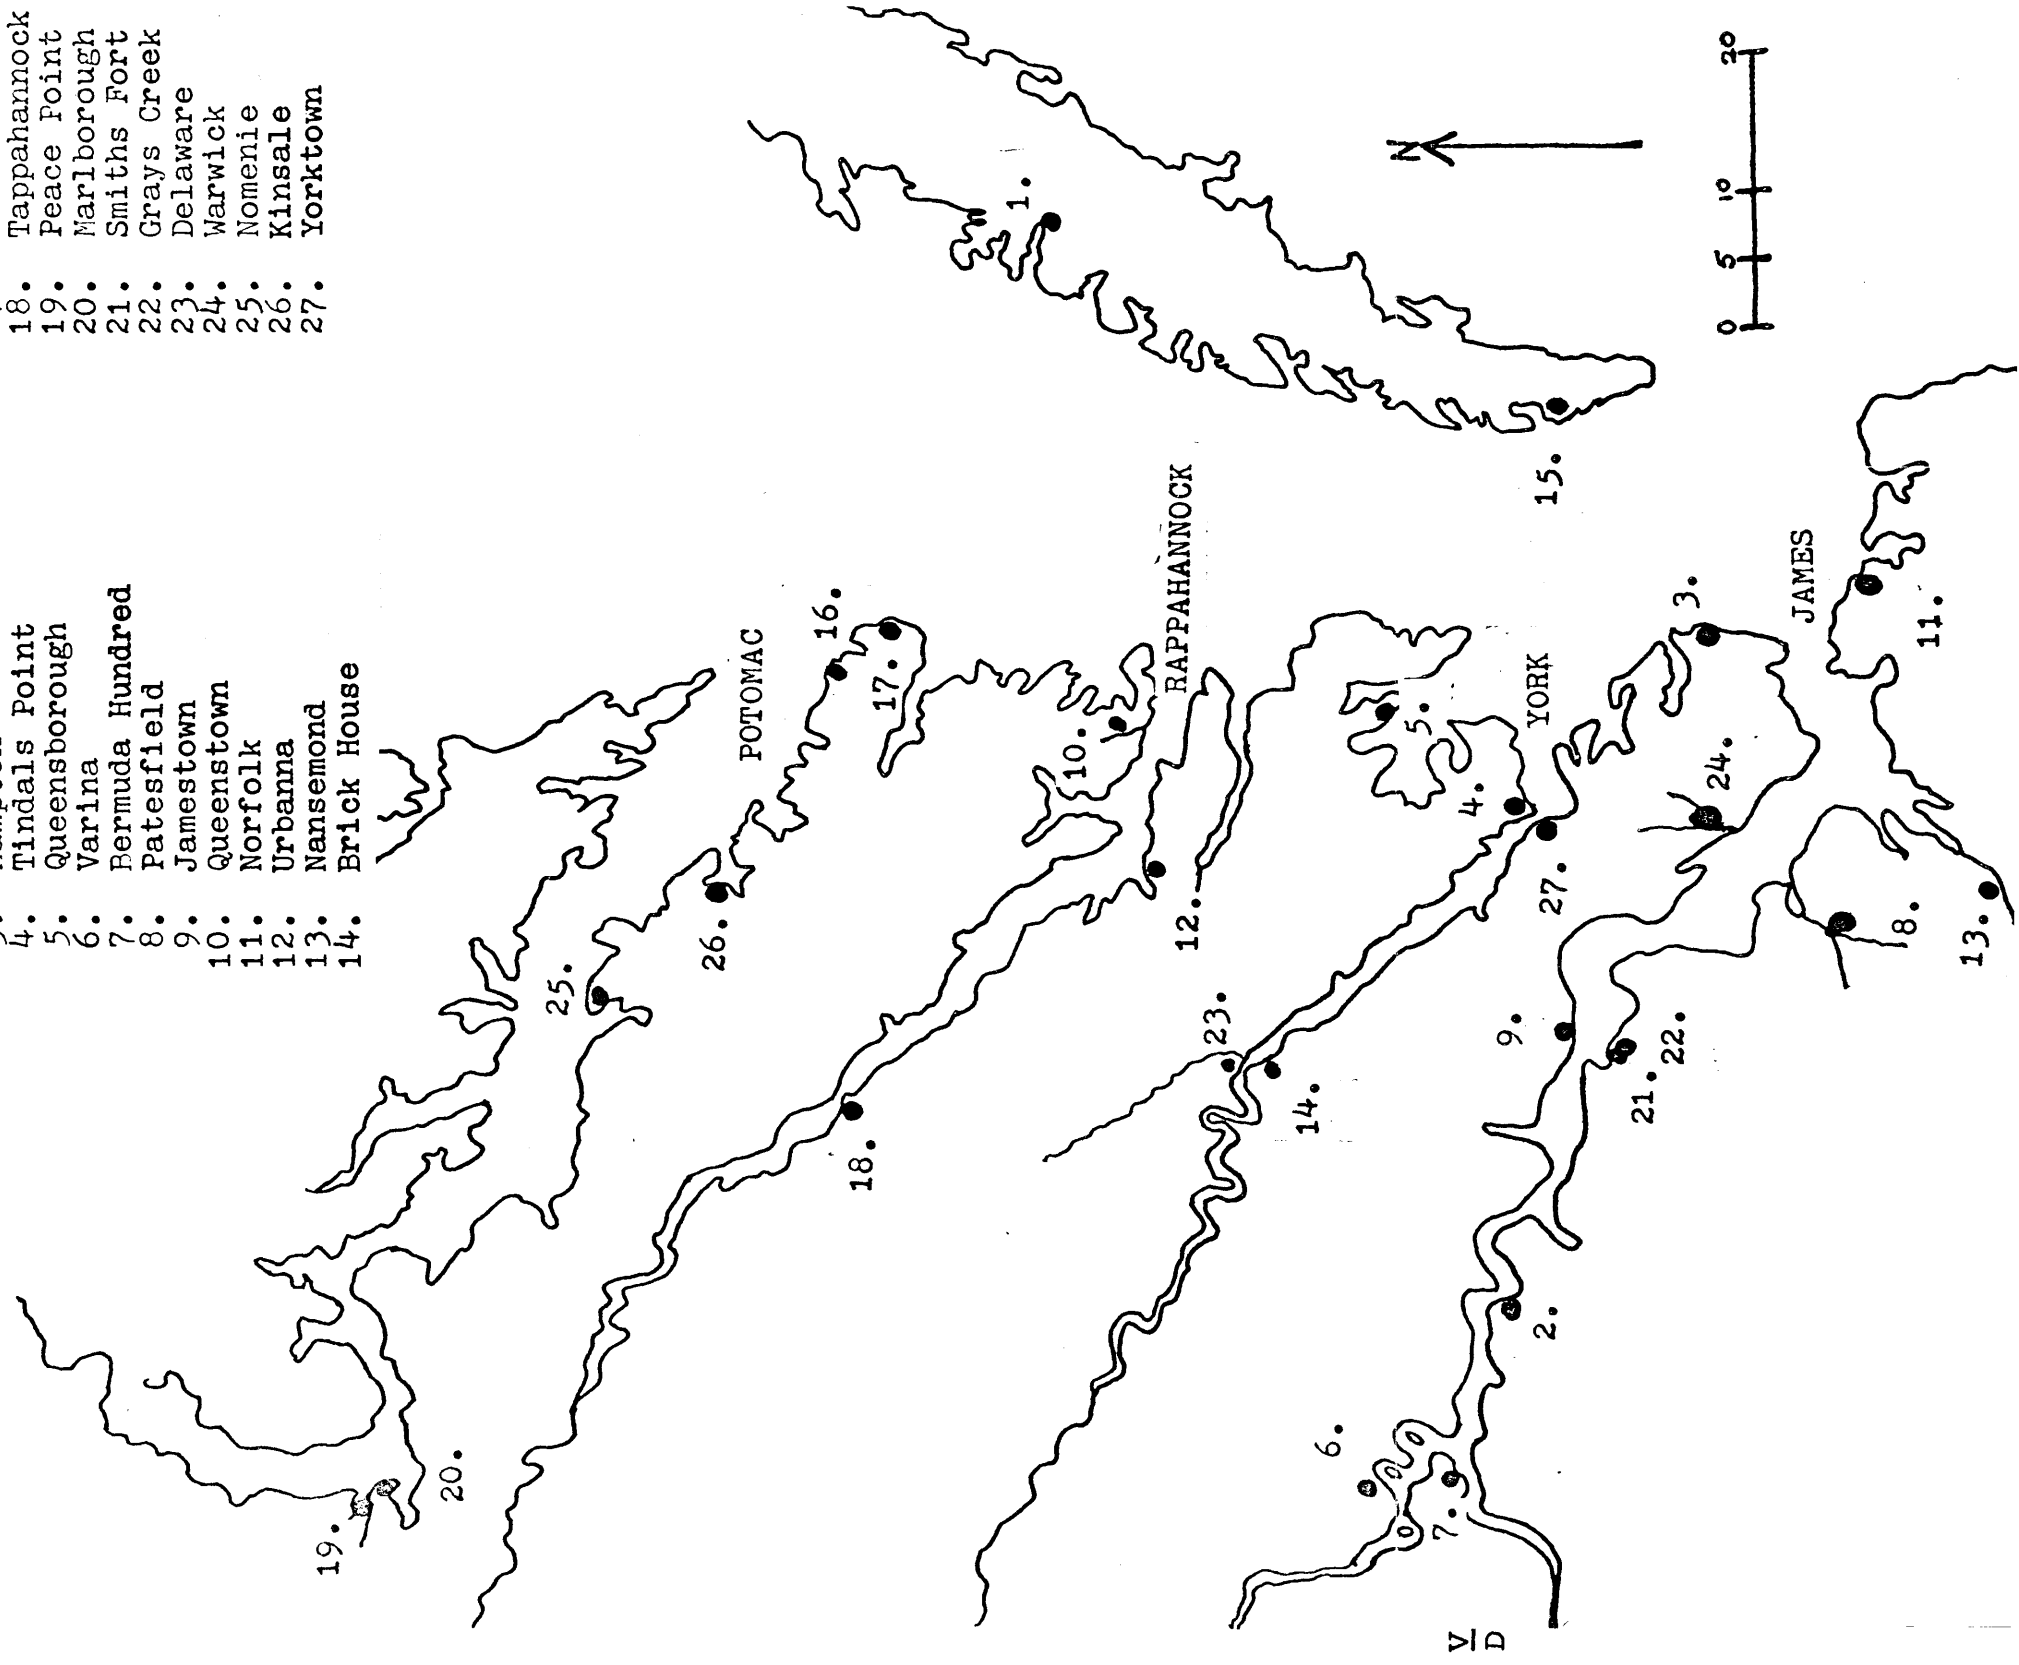 4. Tindals Point
5. Queensborough
6. Varina
7. Bermuda Hundred
8. Patesfield
9. Jamestown
10. Queenstown
11. Norfolk
12. Urbanna
13. Nansemond
14. Brick House
18. Tappahannock
19. Peace Point
20. Marlborough
21. Smiths Fort
22. Grays Creek
23. Delaware
24. Warwick
25. Nomenie
26. Kinsale
27. Yorktown
POTOMAC
RAPPAHANNOCK
YORK
JAMES
N
0 5 10 20
1.
2.
3.
4.
5.
6.
7.
8.
9.
10.
11.
12.
13.
14.
15.
16.
17.
18.
19.
20.
21.
22.
23.
24.
25.
26.
27.
V
D